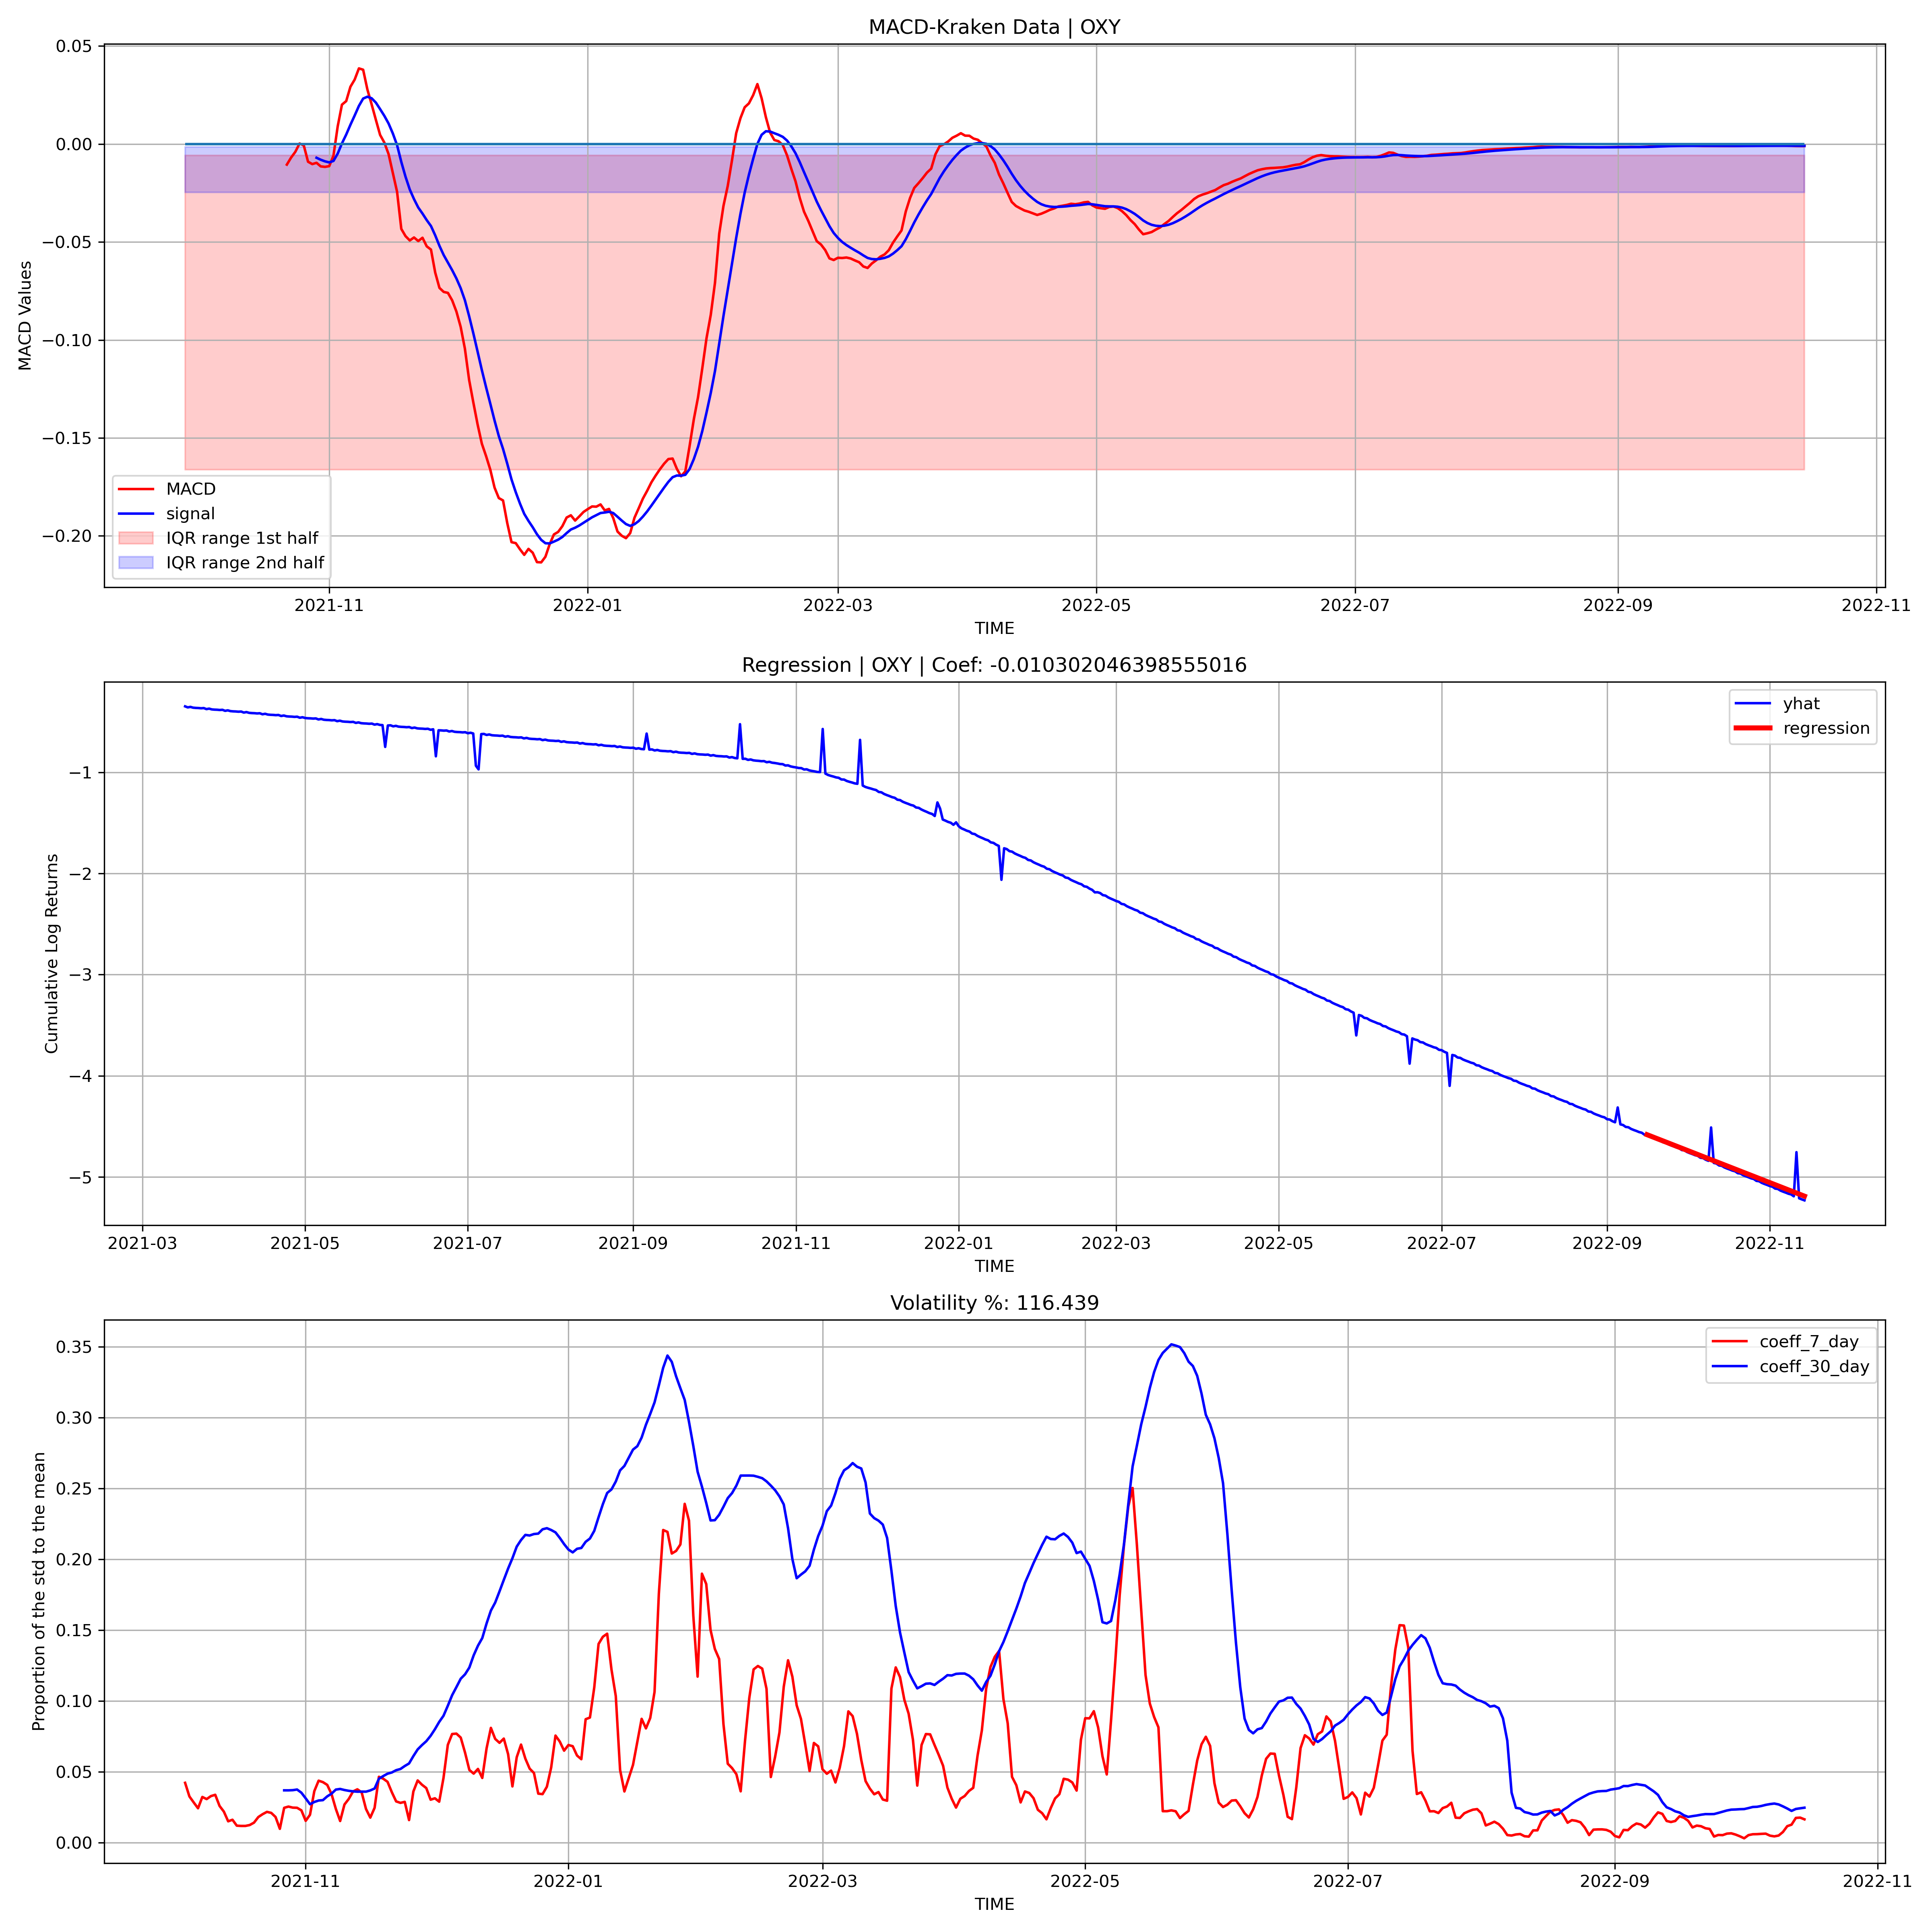 MACD-Kraken Data | OXY
MACD Values
0.05
0.00
−0.05
−0.10
−0.15
−0.20
MACD
signal
IQR range 1st half
IQR range 2nd half
2021-11
2022-01
2022-03
2022-05
2022-07
2022-09
2022-11
TIME
Regression | OXY | Coef: -0.010302046398555016
Cumulative Log Returns
−1
−2
−3
−4
−5
yhat
regression
2021-03
2021-05
2021-07
2021-09
2021-11
2022-01
2022-03
2022-05
2022-07
2022-09
2022-11
TIME
Volatility %: 116.439
Proportion of the std to the mean
0.35
0.30
0.25
0.20
0.15
0.10
0.05
0.00
coeff_7_day
coeff_30_day
2021-11
2022-01
2022-03
2022-05
2022-07
2022-09
2022-11
TIME